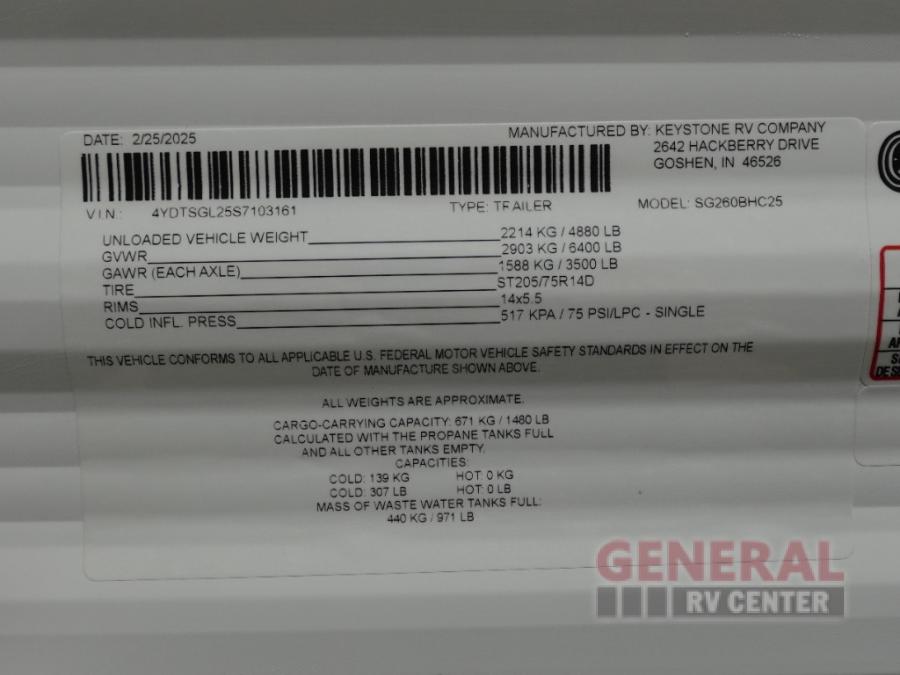 DATE: 2/25/2025
MANUFACTURED BY: KEYSTONE RV COMPANY
2642 HACKBERRY DRIVE
GOSHEN, IN 46526
V.I.N.: 4YDTSGL25S7103161 TYPE: TRAILER MODEL: SG260BHC25
UNLOADED VEHICLE WEIGHT 2214 KG / 4880 LB
GVWR 2903 KG / 6400 LB
GAWR (EACH AXLE) 1588 KG / 3500 LB
TIRE ST205/75R14D
RIMS 14x5.5
COLD INFL. PRESS 517 KPA / 75 PSI/LPC - SINGLE
THIS VEHICLE CONFORMS TO ALL APPLICABLE U.S. FEDERAL MOTOR VEHICLE SAFETY STANDARDS IN EFFECT ON THE
DATE OF MANUFACTURE SHOWN ABOVE.
ALL WEIGHTS ARE APPROXIMATE.
CARGO-CARRYING CAPACITY: 671 KG / 1480 LB
CALCULATED WITH THE PROPANE TANKS FULL
AND ALL OTHER TANKS EMPTY.
CAPACITIES:
COLD: 139 KG HOT: 0 KG
COLD: 307 LB HOT: 0 LB
MASS OF WASTE WATER TANKS FULL:
440 KG / 971 LB
GENERAL
RV CENTER